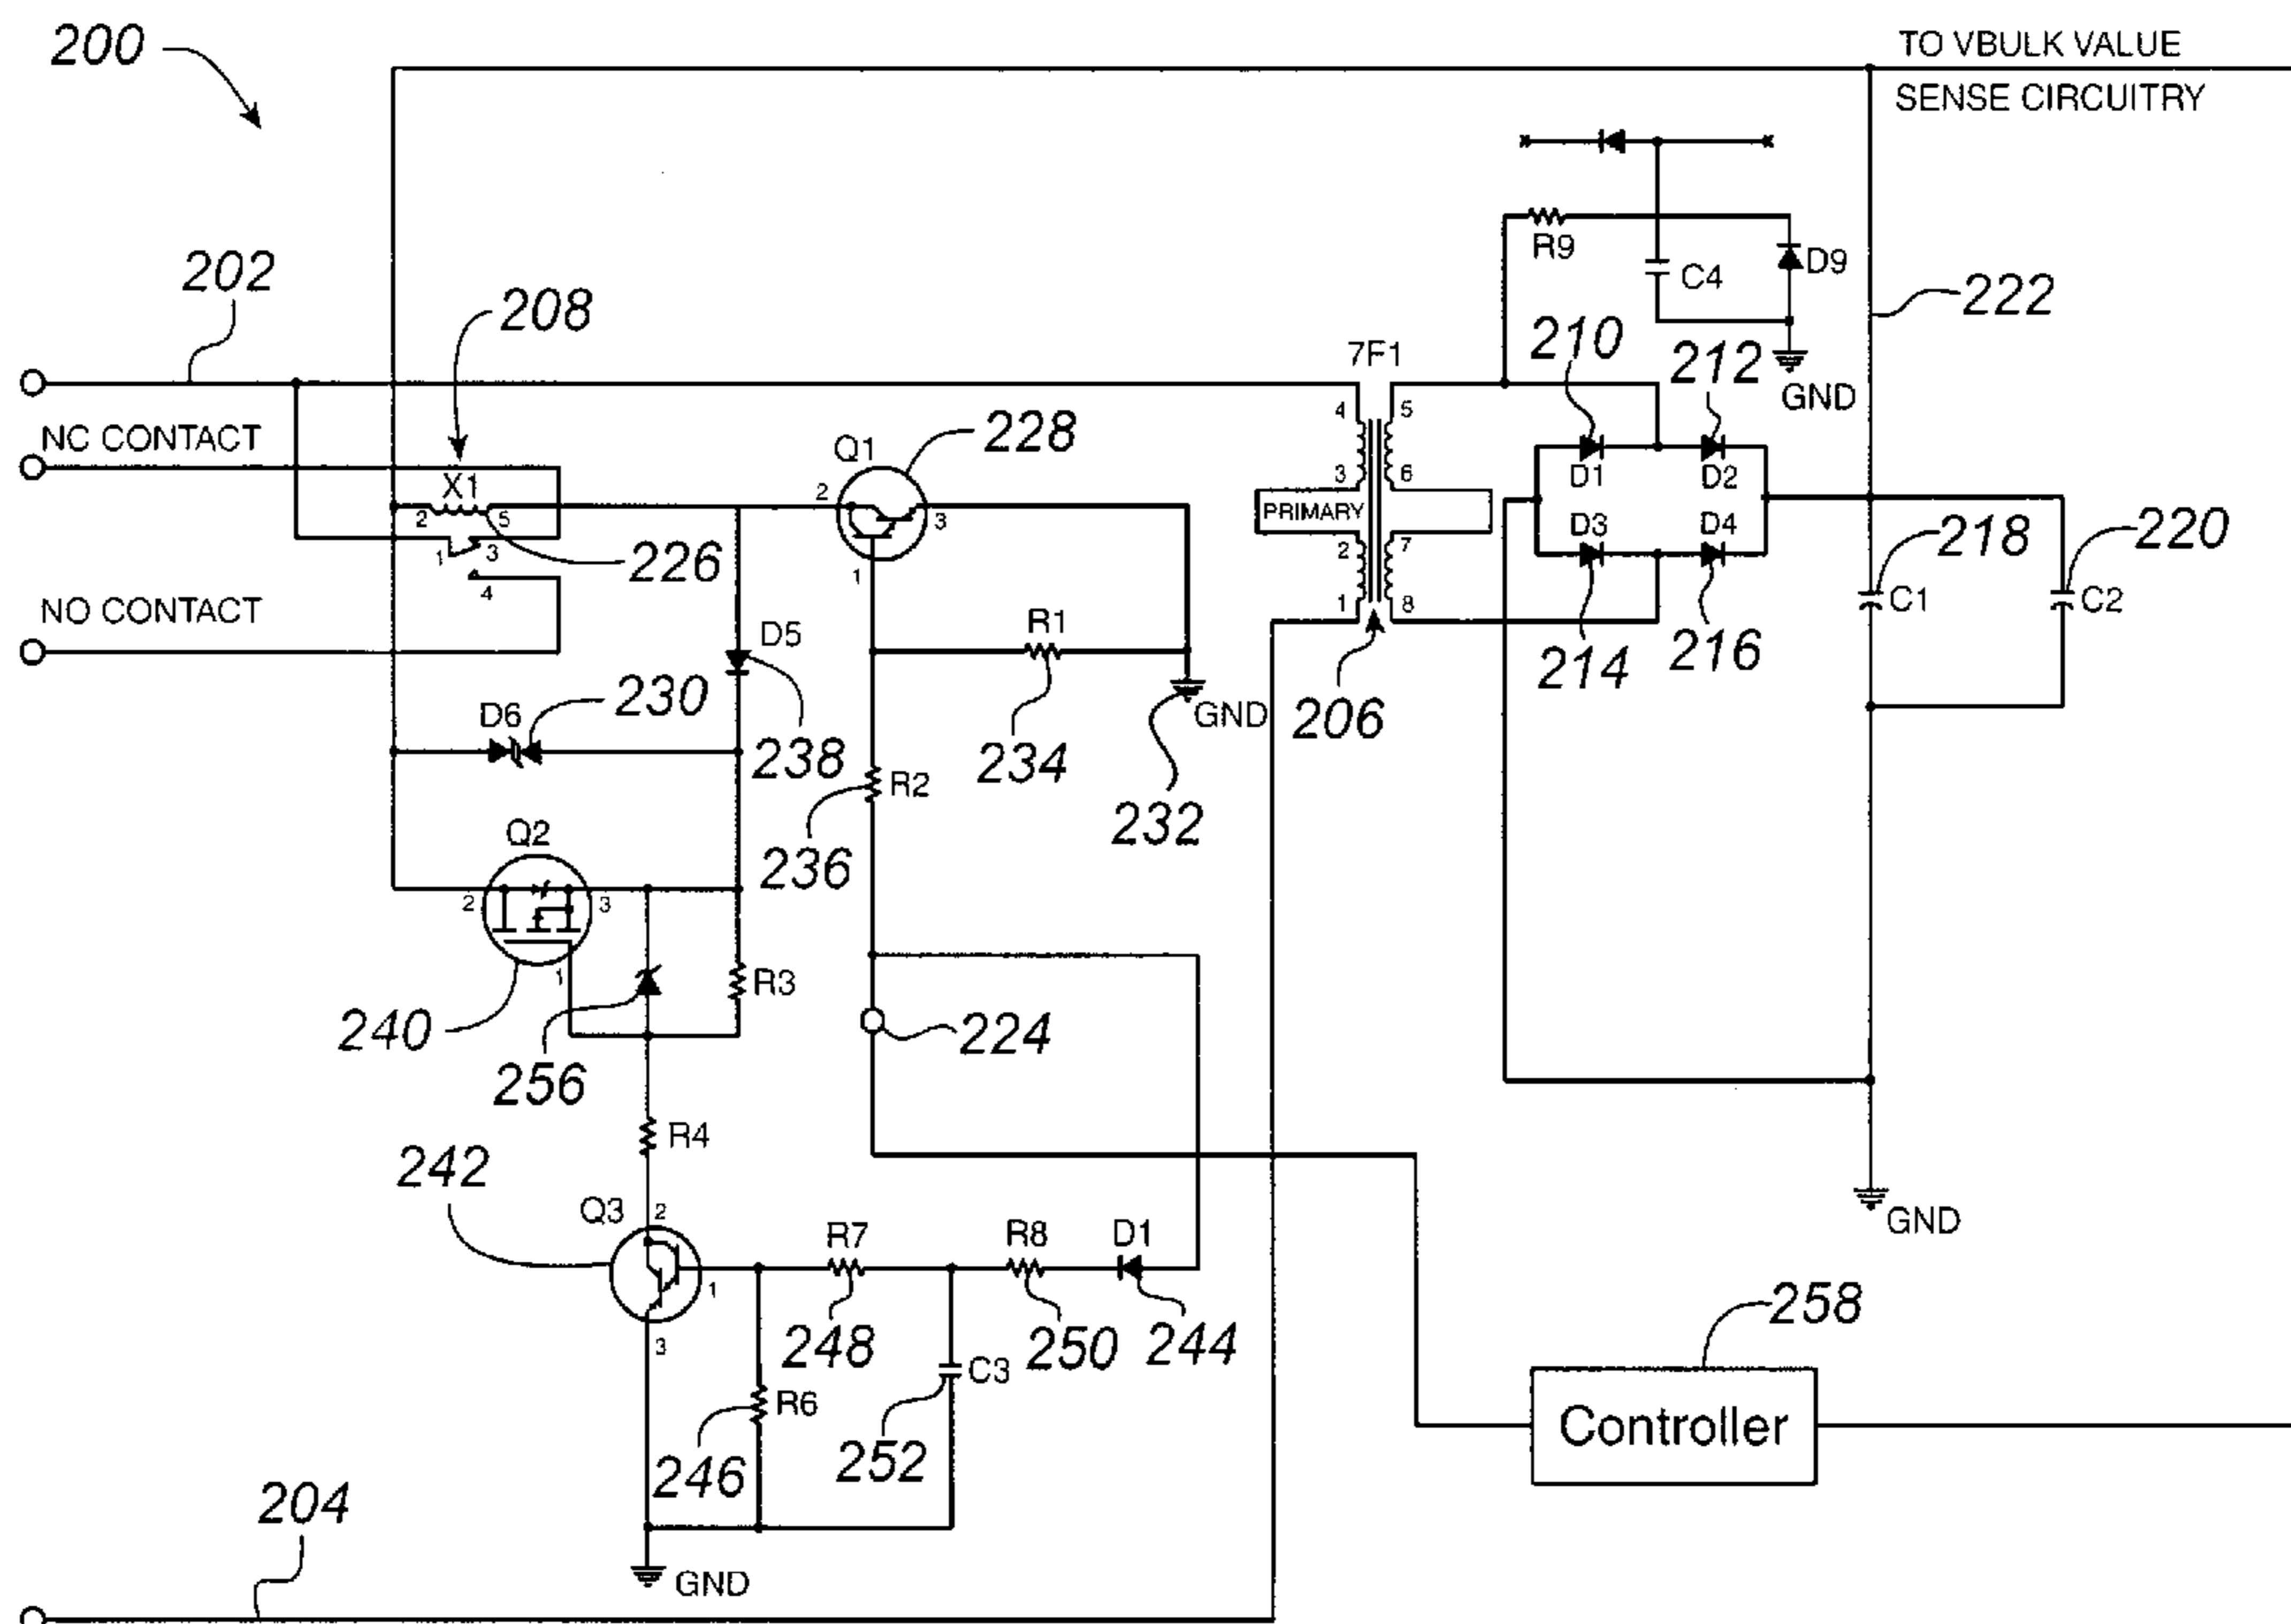 200
TO VBULK VALUE
SENSE CIRCUITRY
R9
C4
D9
GND
202
208
222
NC CONTACT
X1
2
5
1
3
4
226
NO CONTACT
Q1
228
2
3
1
7F1
4
5
3
6
PRIMARY
2
7
1
8
206
210
212
D1
D2
D3
D4
214
216
218
C1
220
C2
D5
238
D6
230
R1
234
GND
232
R2
236
Q2
2
3
1
240
256
R3
224
R4
242
Q3
2
1
3
R7
248
R8
250
D1
244
R6
246
C3
252
GND
GND
258
Controller
204